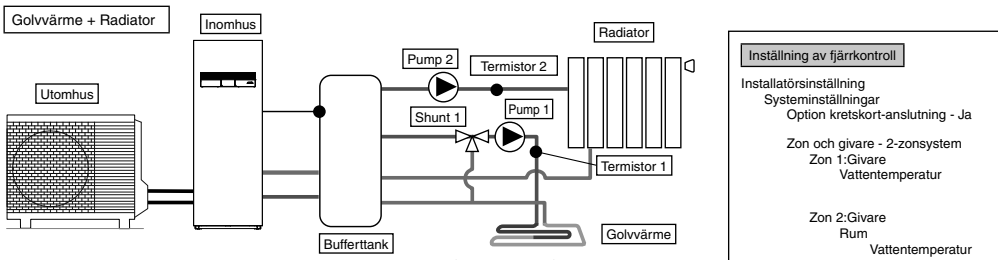 Golvvärme + Radiator
Inomhus
Utomhus
Pump 2
Termistor 2
Radiator
Shunt 1
Pump 1
Termistor 1
Golvvärme
Bufferttank
Inställning av fjärrkontroll
Installatörsinställning
Systeminställningar
Option kretskort-anslutning - Ja
Zon och givare - 2-zonsystem
Zon 1:Givare
Vattentemperatur
Zon 2:Givare
Rum
Vattentemperatur